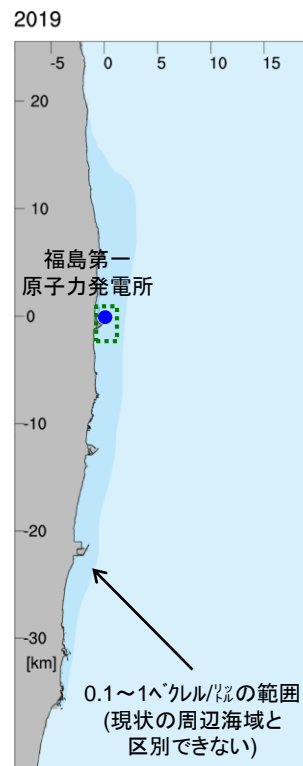 2019
-5 0 5 10 15
20
10
福島第一
原子力発電所
0
-10
-20
-30
[km]
0.1～1ベクレル/リットルの範囲
(現状の周辺海域と
区別できない)